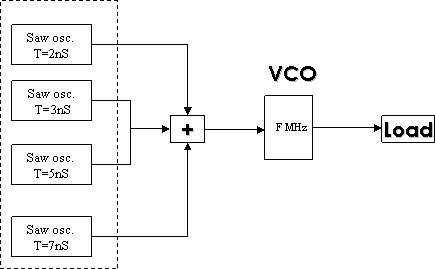 Saw osc.
T=2nS
Saw osc.
T=3nS
Saw osc.
T=5nS
Saw osc.
T=7nS
+
VCO
F MHz
Load